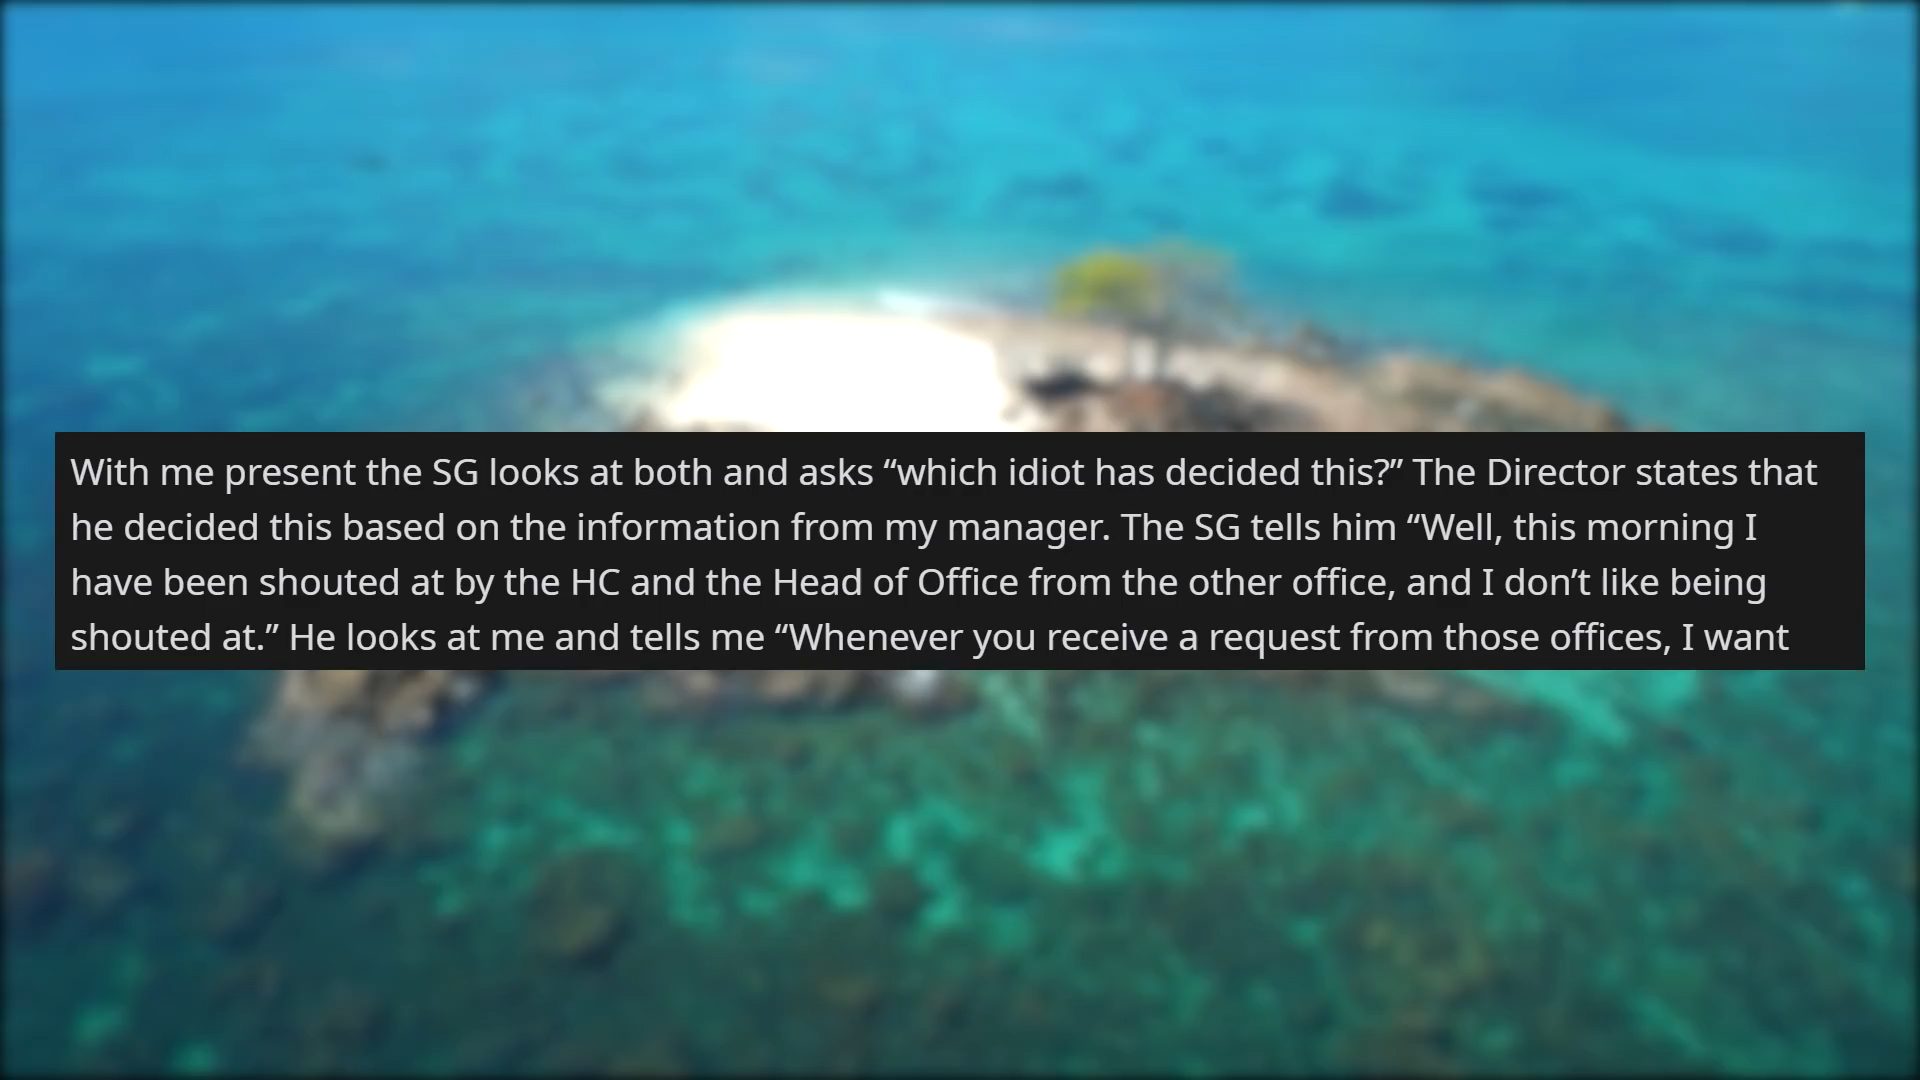 With me present the SG looks at both and asks “which idiot has decided this?” The Director states that
he decided this based on the information from my manager. The SG tells him “Well, this morning I
have been shouted at by the HC and the Head of Office from the other office, and I don’t like being
shouted at.” He looks at me and tells me “Whenever you receive a request from those offices, I want